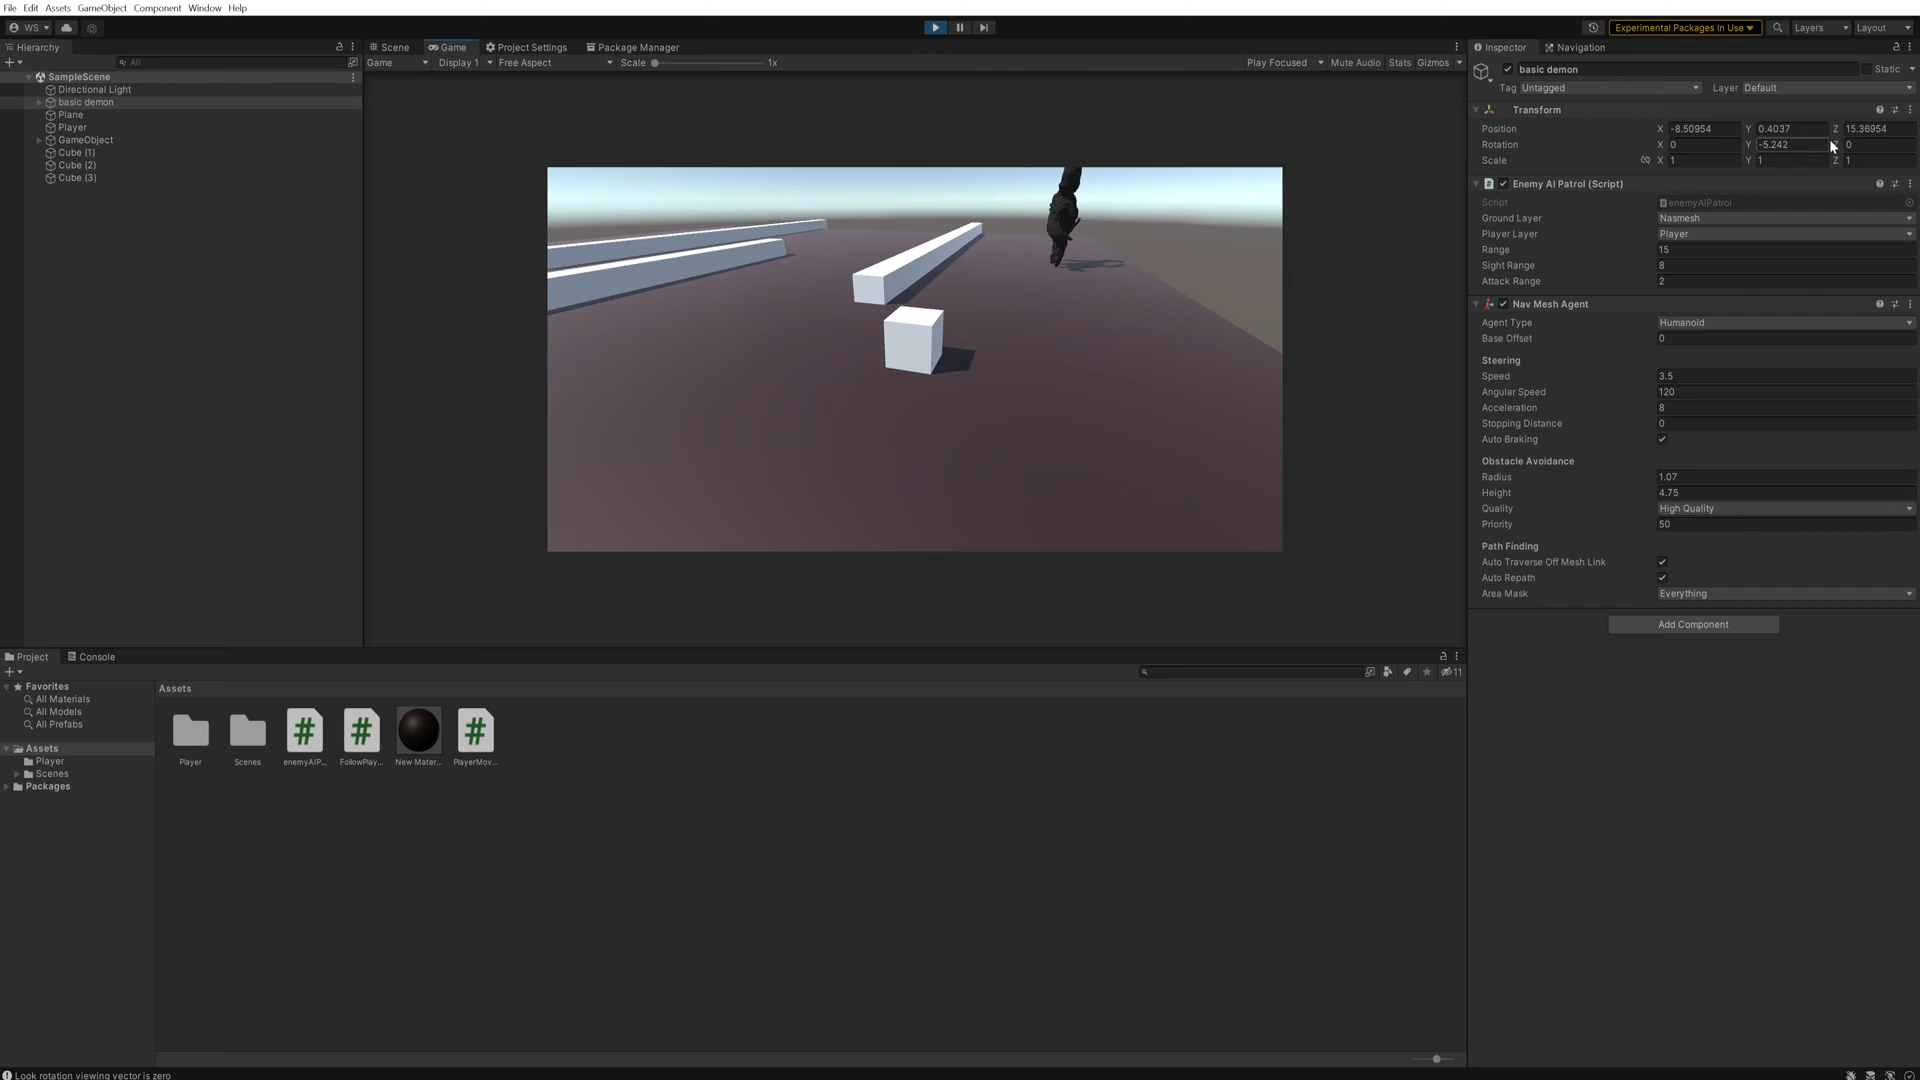 File Edit Assets GameObject Component Window Help
WS Experimental Packages In Use Layers Layout
Hierarchy
All
SampleScene
Directional Light
basic demon
Plane
Player
GameObject
Cube (1)
Cube (2)
Cube (3)
Scene Game Project Settings Package Manager
Game Display 1 Free Aspect Scale 1x Play Focused Mute Audio Stats Gizmos
Inspector Navigation
basic demon Static
Tag Untagged Layer Default
Transform
Position X -8.50954 Y 0.4037 Z 15.36954
Rotation X 0 Y -5.242 Z 0
Scale X 1 Y 1 Z 1
# Enemy AI Patrol (Script)
Script enemyAIPatrol
Ground Layer Nasmesh
Player Layer Player
Range 15
Sight Range 8
Attack Range 2
Nav Mesh Agent
Agent Type Humanoid
Base Offset 0
Steering
Speed 3.5
Angular Speed 120
Acceleration 8
Stopping Distance 0
Auto Braking
Obstacle Avoidance
Radius 1.07
Height 4.75
Quality High Quality
Priority 50
Path Finding
Auto Traverse Off Mesh Link
Auto Repath
Area Mask Everything
Add Component
Project Console
11
Favorites
All Materials
All Models
All Prefabs
Assets
Player
Scenes
Packages
Assets
# # #
Player Scenes enemyAIP... FollowPlay... New Mater... PlayerMov...
Look rotation viewing vector is zero